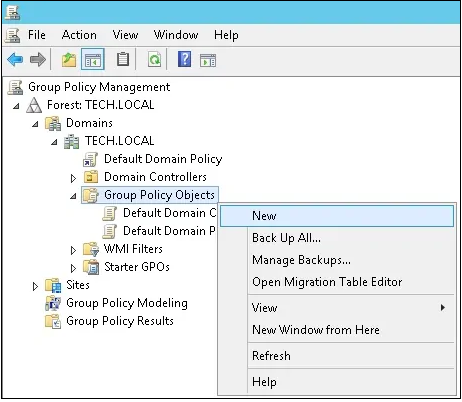 File Action View Window Help
Group Policy Management
Forest: TECH.LOCAL
Domains
TECH.LOCAL
Default Domain Policy
Domain Controllers
Group Policy Objects
Default Domain C
Default Domain P
WMI Filters
Starter GPOs
Sites
Group Policy Modeling
Group Policy Results
New
Back Up All...
Manage Backups...
Open Migration Table Editor
View
New Window from Here
Refresh
Help